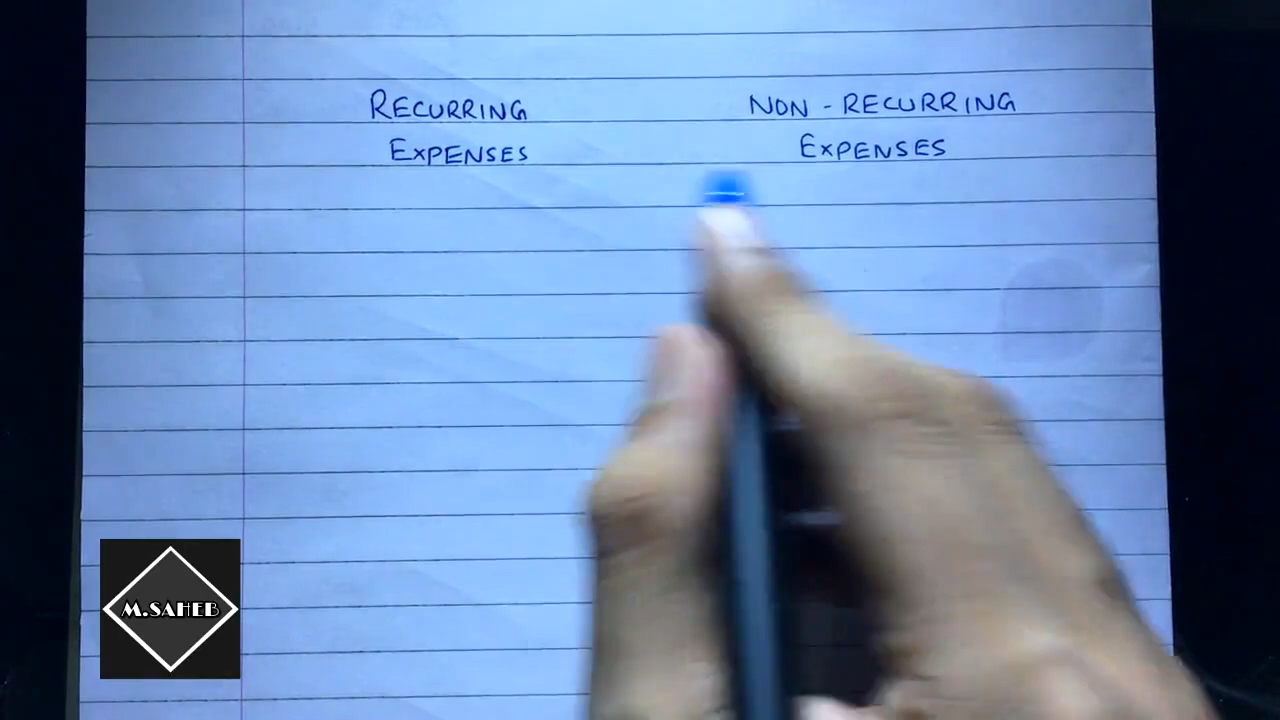 RECURRING
EXPENSES
NON-RECURRING
EXPENSES
M.SAHEB